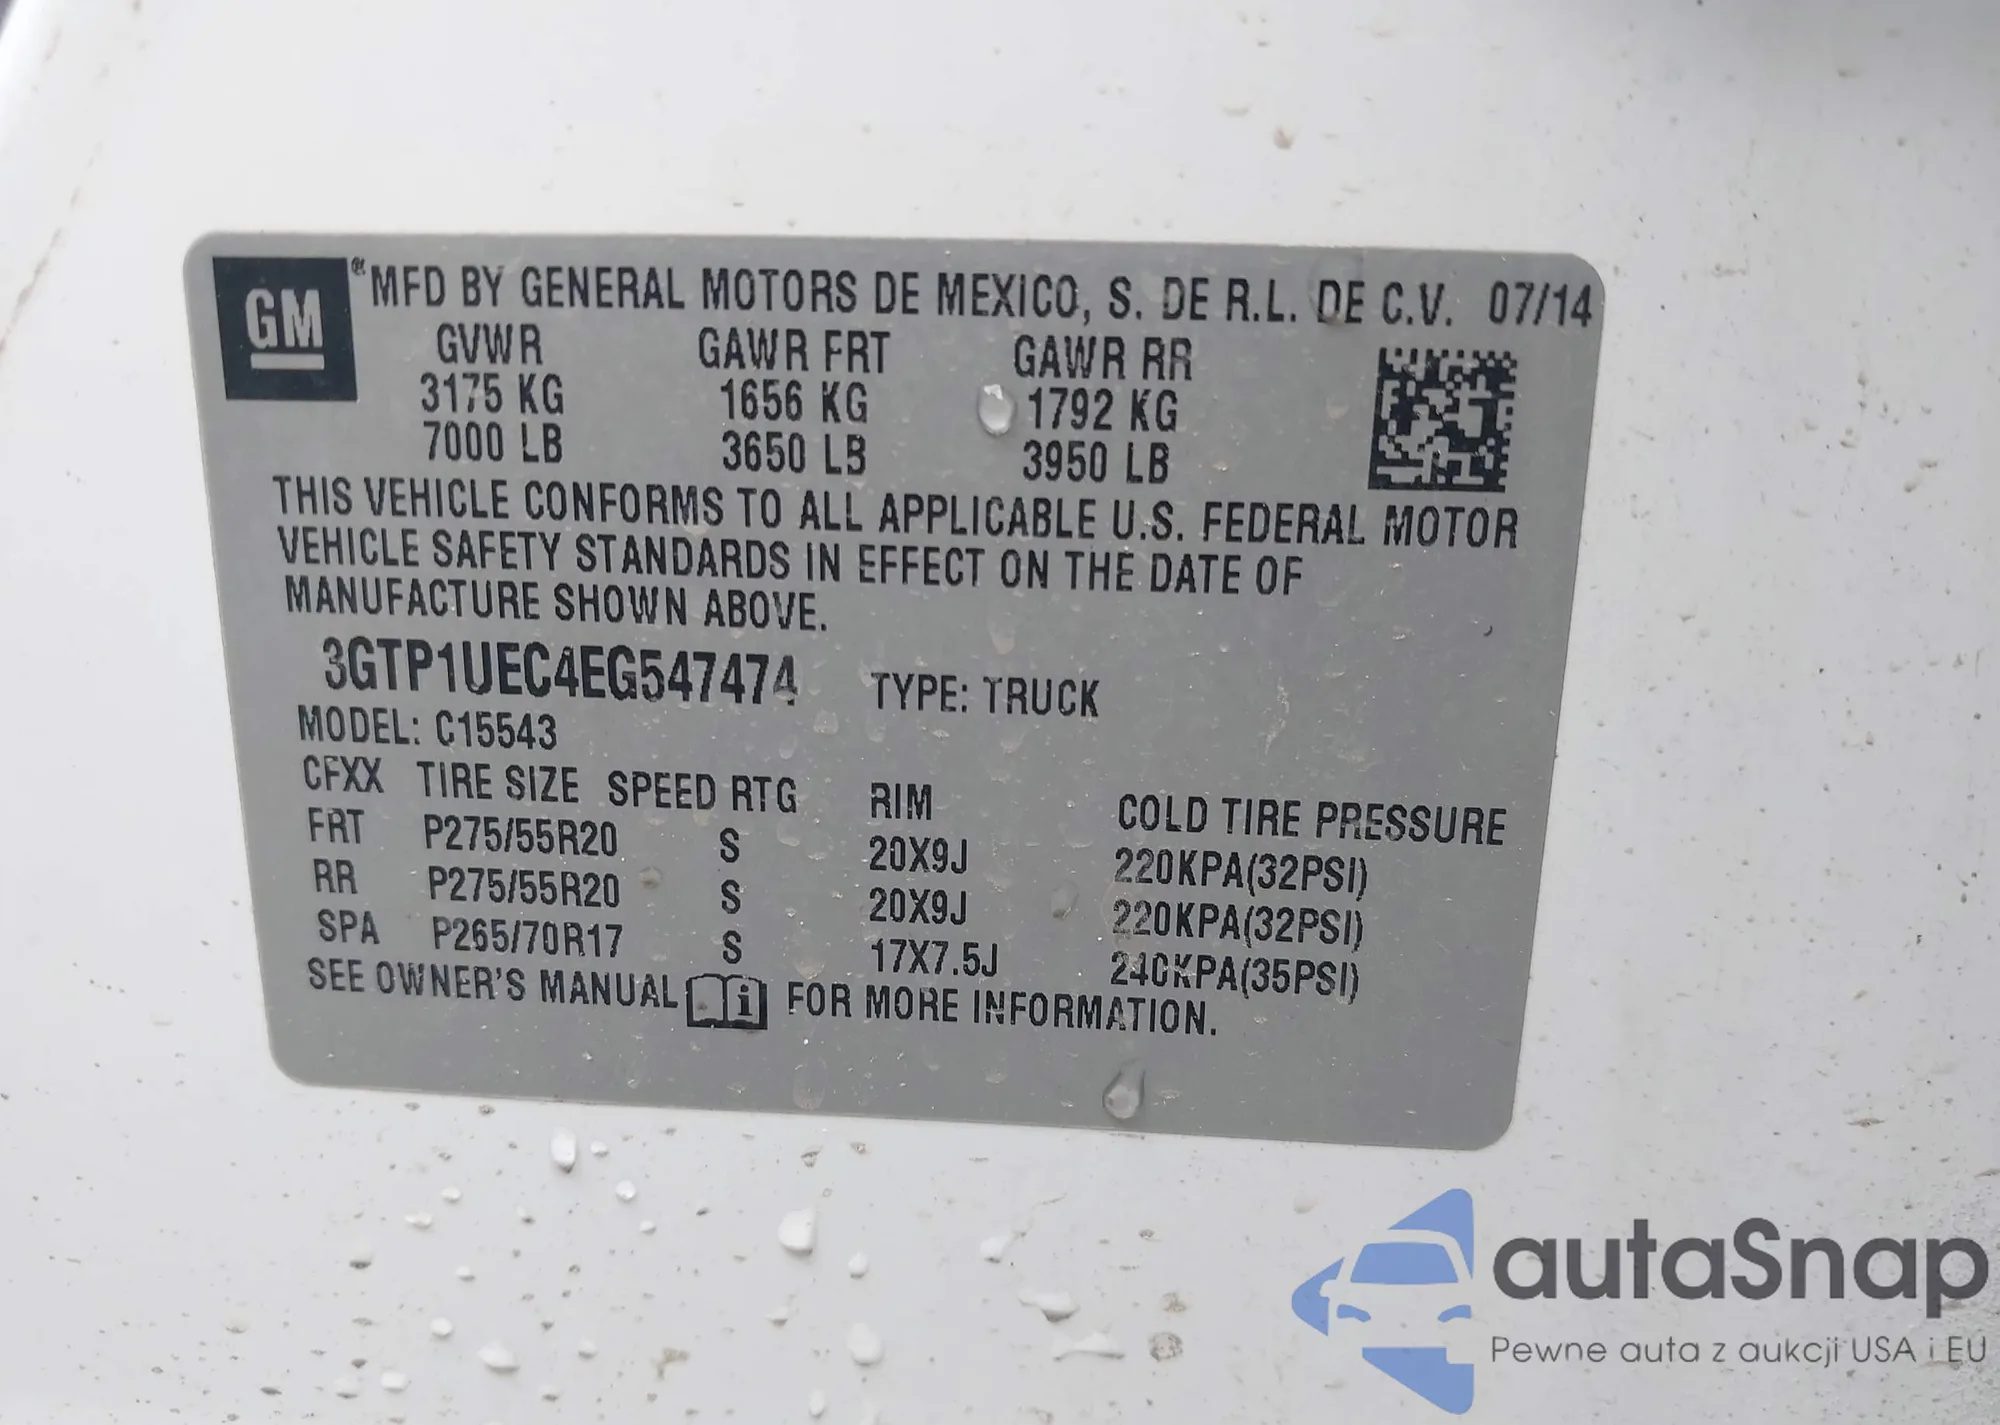 GM
® MFD BY GENERAL MOTORS DE MEXICO, S. DE R.L. DE C.V. 07/14
GVWR GAWR FRT GAWR RR
3175 KG 1656 KG 1792 KG
7000 LB 3650 LB 3950 LB
THIS VEHICLE CONFORMS TO ALL APPLICABLE U.S. FEDERAL MOTOR
VEHICLE SAFETY STANDARDS IN EFFECT ON THE DATE OF
MANUFACTURE SHOWN ABOVE.
3GTP1UEC4EG547474 TYPE: TRUCK
MODEL: C15543
CFXX TIRE SIZE SPEED RTG RIM COLD TIRE PRESSURE
FRT P275/55R20 S 20X9J 220KPA(32PSI)
RR P275/55R20 S 20X9J 220KPA(32PSI)
SPA P265/70R17 S 17X7.5J 240KPA(35PSI)
SEE OWNER'S MANUAL i FOR MORE INFORMATION.
autaSnap
Pewne auta z aukcji USA i EU